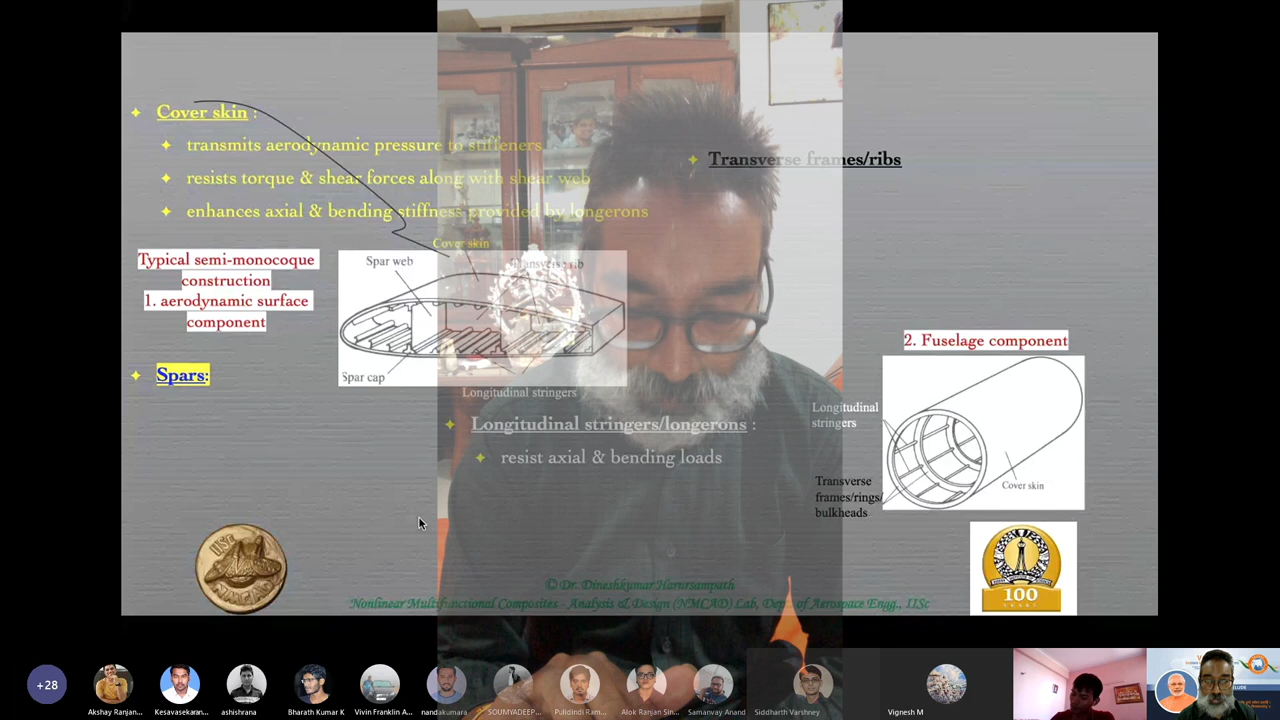 Cover skin :
transmits aerodynamic pressure to stiffeners
resists torque & shear forces along with shear web
enhances axial & bending stiffness provided by longerons
Transverse frames/ribs
Typical semi-monocoque
construction
1. aerodynamic surface
component
Cover skin
Spar web
Transverse rib
Spar cap
Longitudinal stringers
Spars:
Longitudinal stringers/longerons :
resist axial & bending loads
2. Fuselage component
Longitudinal
stringers
Transverse
frames/rings/
bulkheads
Cover skin
100
© Dr. Dineshkumar Harursampath
Nonlinear Multifunctional Composites - Analysis & Design (NMCAD) Lab, Dept. of Aerospace Engg., IISc
+28
Akshay Ranjan...
Kesavasekaran...
ashishrana
Bharath Kumar K
Vivin Franklin A...
nandakumara
SOUMYADEEP...
Pulidindi Ram...
Alok Ranjan Sin...
Samanvay Anand
Siddharth Varshney
Vignesh M